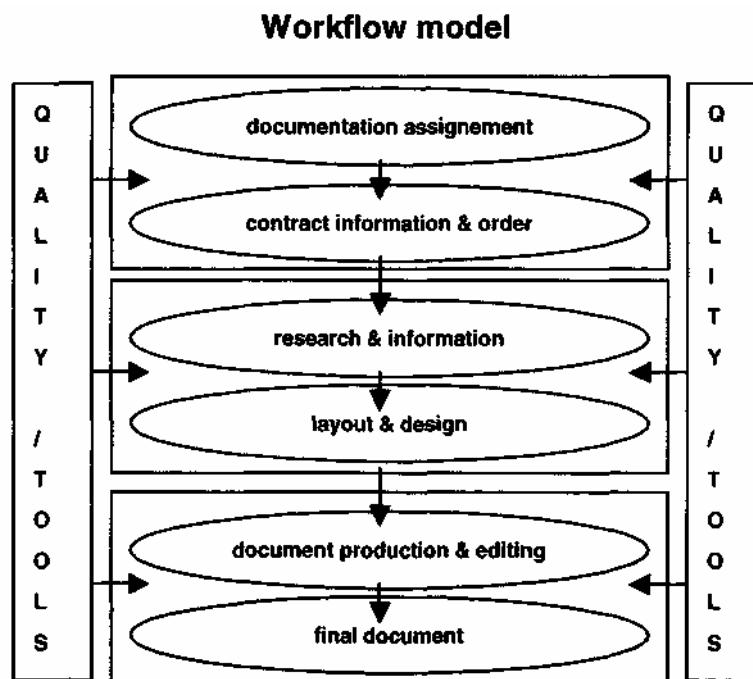 Workflow model
QUALITY /TOOLS
documentation assignement
contract information & order
research & information
layout & design
document production & editing
final document
QUALITY /TOOLS